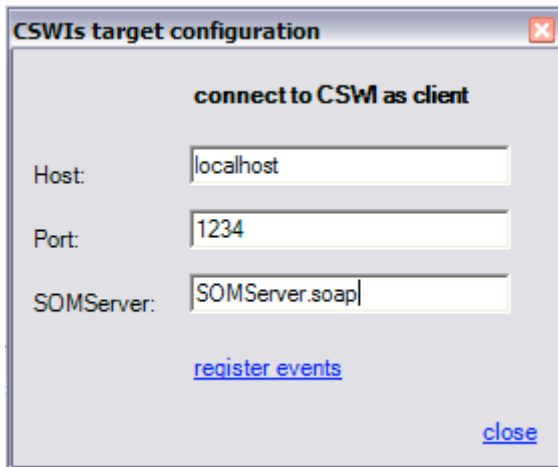 CSWIs target configuration
connect to CSWI as client
Host: localhost
Port: 1234
SOMServer: SOMServer.soap
register events
close